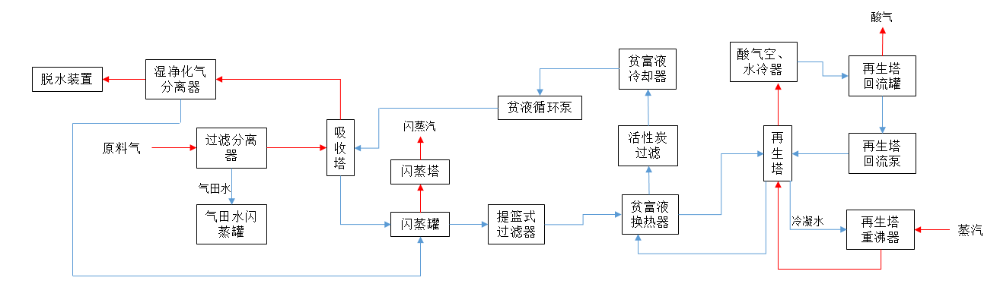 酸气
脱水装置
湿净化气
分离器
贫富液
冷却器
酸气空、
水冷器
再生塔
回流罐
贫液循环泵
原料气
过滤分离
器
吸
收
塔
闪蒸汽
活性炭
过滤
再
生
塔
再生塔
回流泵
闪蒸塔
气田水
气田水闪
蒸罐
闪蒸罐
提篮式
过滤器
贫富液
换热器
冷凝水
再生塔
重沸器
蒸汽